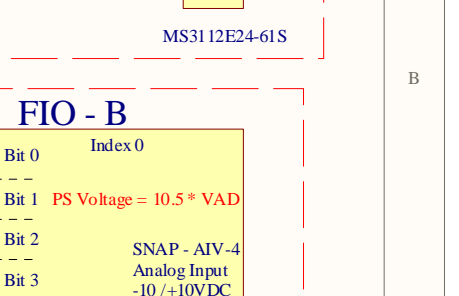 MS3112E24-61S
B
FIO - B
Index 0
Bit 0
Bit 1 PS Voltage = 10.5 * VAD
Bit 2
SNAP - AIV-4
Analog Input
Bit 3
-10 /+10VDC